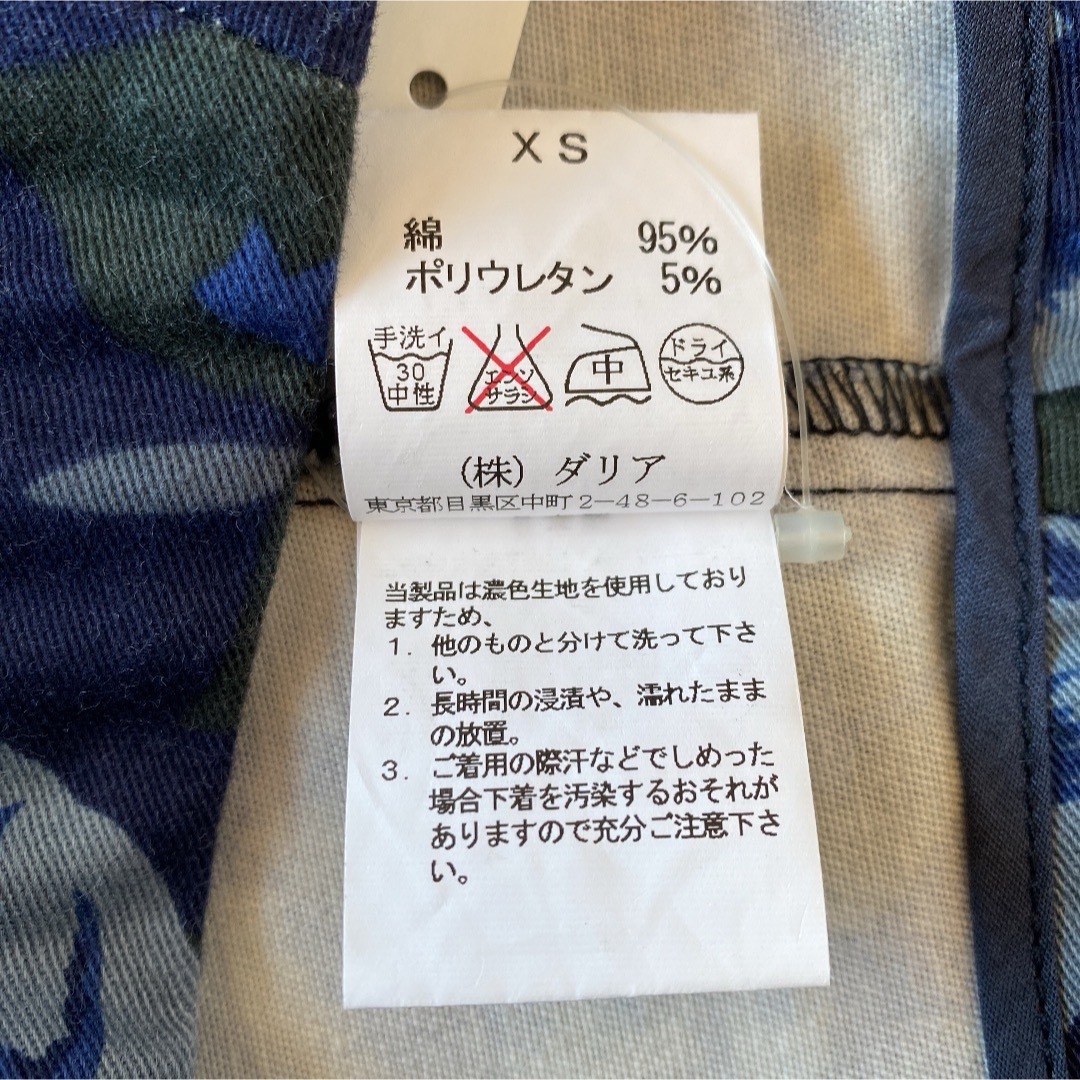 XS
綿 95%
ポリウレタン 5%
手洗イ
30
中性
エンソ
サラシ
中
ドライ
セキユ系
(株) ダリア
東京都目黒区中町2-48-6-102
当製品は濃色生地を使用しており
ますため、
1. 他のものと分けて洗って下さ
い。
2. 長時間の浸漬や、濡れたまま
の放置。
3. ご着用の際汗などでしめった
場合下着を汚染するおそれが
ありますので充分ご注意下さ
い。